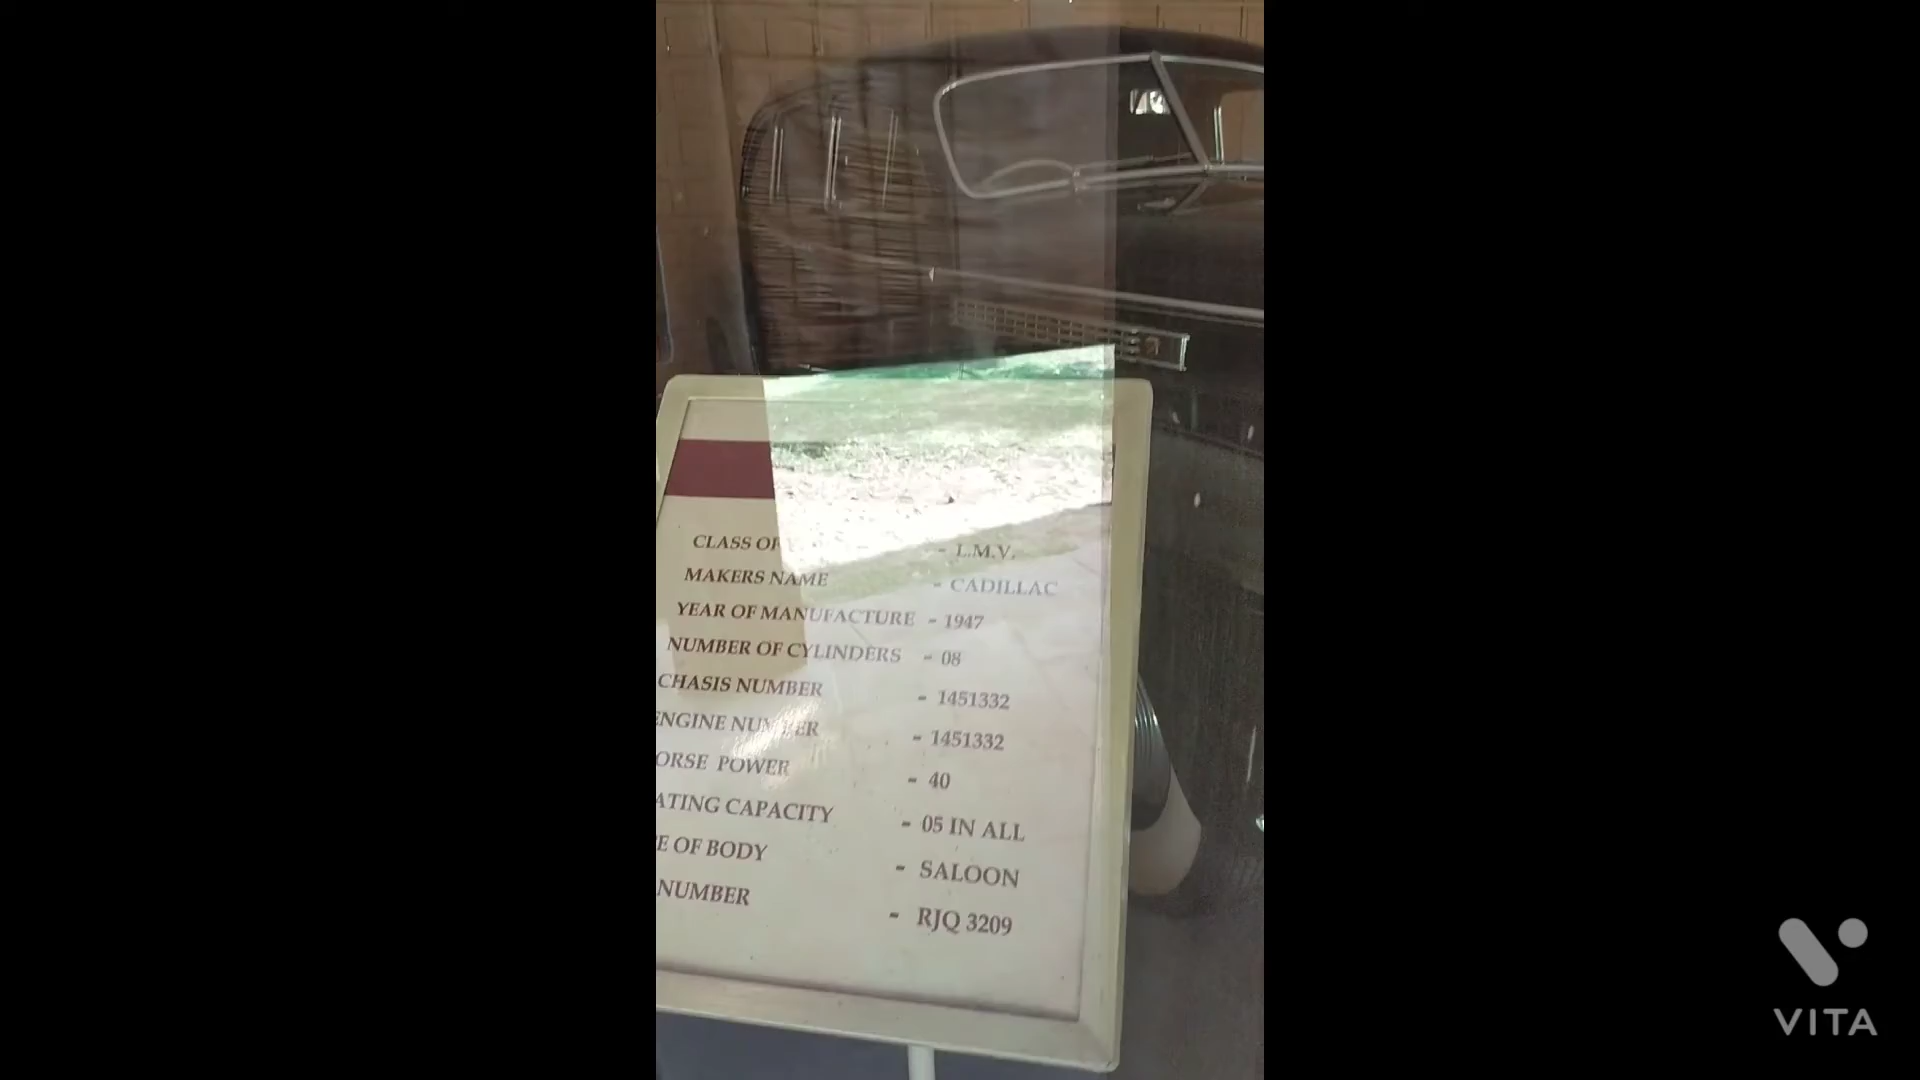 CLASS OF - L.M.V.
MAKERS NAME - CADILLAC
YEAR OF MANUFACTURE - 1947
NUMBER OF CYLINDERS - 08
CHASIS NUMBER - 1451332
ENGINE NUMBER - 1451332
ORSE POWER - 40
ATING CAPACITY - 05 IN ALL
E OF BODY - SALOON
NUMBER - RJQ 3209
VITA